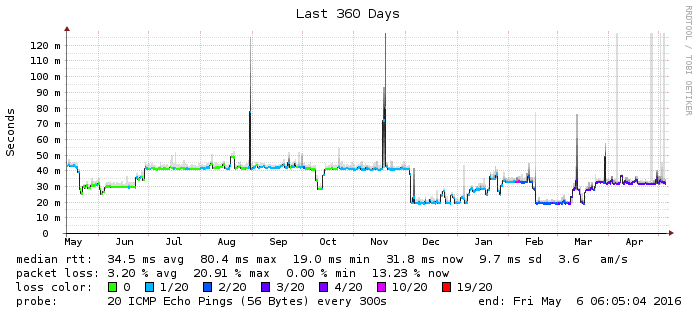 Last 360 Days
RRDTOOL / TOBI OETIKER
Seconds
120 m
110 m
100 m
90 m
80 m
70 m
60 m
50 m
40 m
30 m
20 m
10 m
0
May Jun Jul Aug Sep Oct Nov Dec Jan Feb Mar Apr
median rtt: 34.5 ms avg 80.4 ms max 19.0 ms min 31.8 ms now 9.7 ms sd 3.6 am/s
packet loss: 3.20 % avg 20.91 % max 0.00 % min 13.23 % now
loss color: 0 1/20 2/20 3/20 4/20 10/20 19/20
probe: 20 ICMP Echo Pings (56 Bytes) every 300s end: Fri May 6 06:05:04 2016